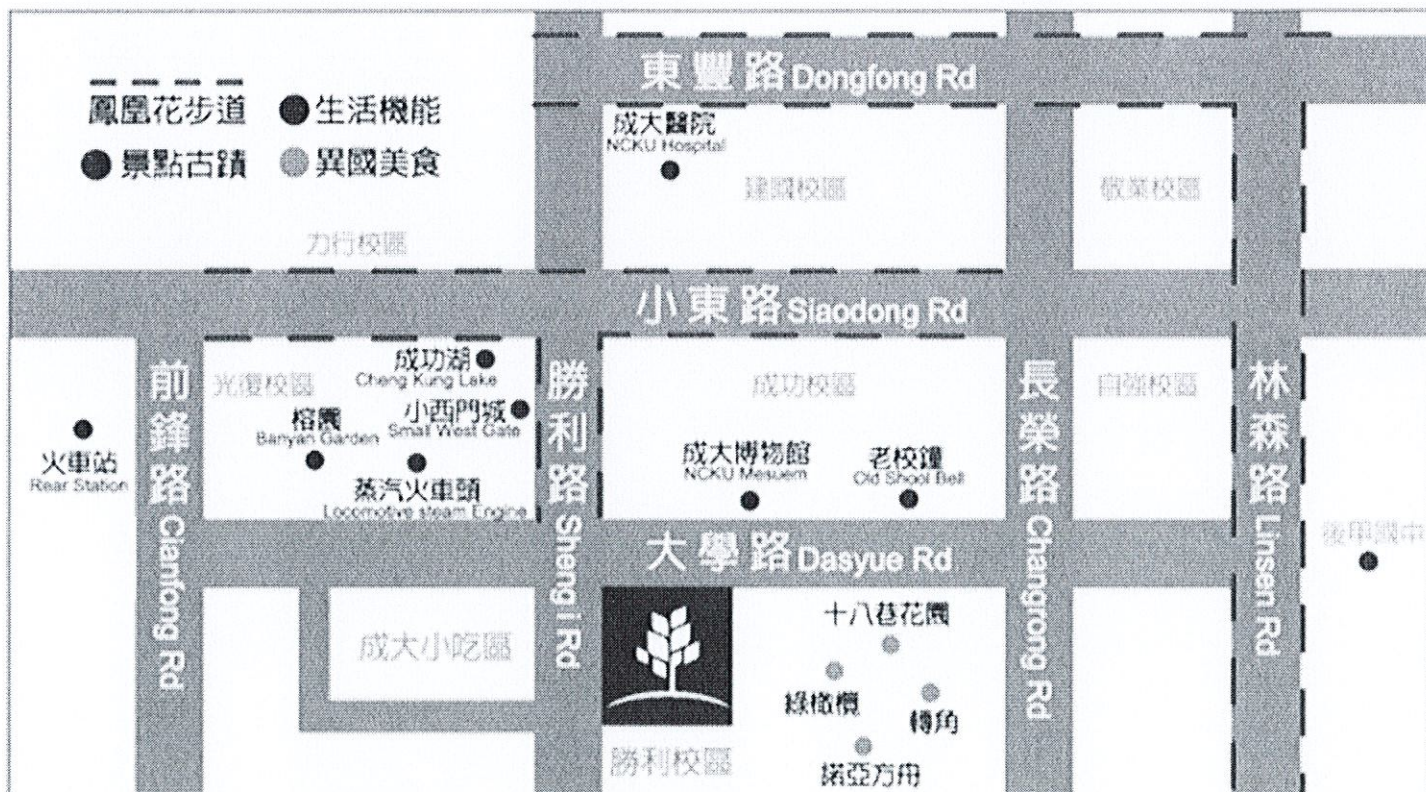 東豐路 Dongfong Rd
鳳凰花步道
生活機能
景點古蹟
異國美食
成大醫院
NCKU Hospital
建國校區
敬業校區
力行校區
小東路 Siaodong Rd
前鋒路 Cianfong Rd
光復校區
成功湖
Cheng Kung Lake
榕園
Banyan Garden
小西門城
Small West Gate
蒸汽火車頭
Locomotive steam Engine
火車站
Rear Station
勝利路 Sheng l Rd
成功校區
成大博物館
NCKU Mesuem
老校鐘
Old Shool Bell
長榮路 Changrong Rd
自強校區
林森路 Linsen Rd
後甲國中
大學路 Dasyue Rd
成大小吃區
勝利校區
十八巷花園
綠橄欖
轉角
諾亞方舟